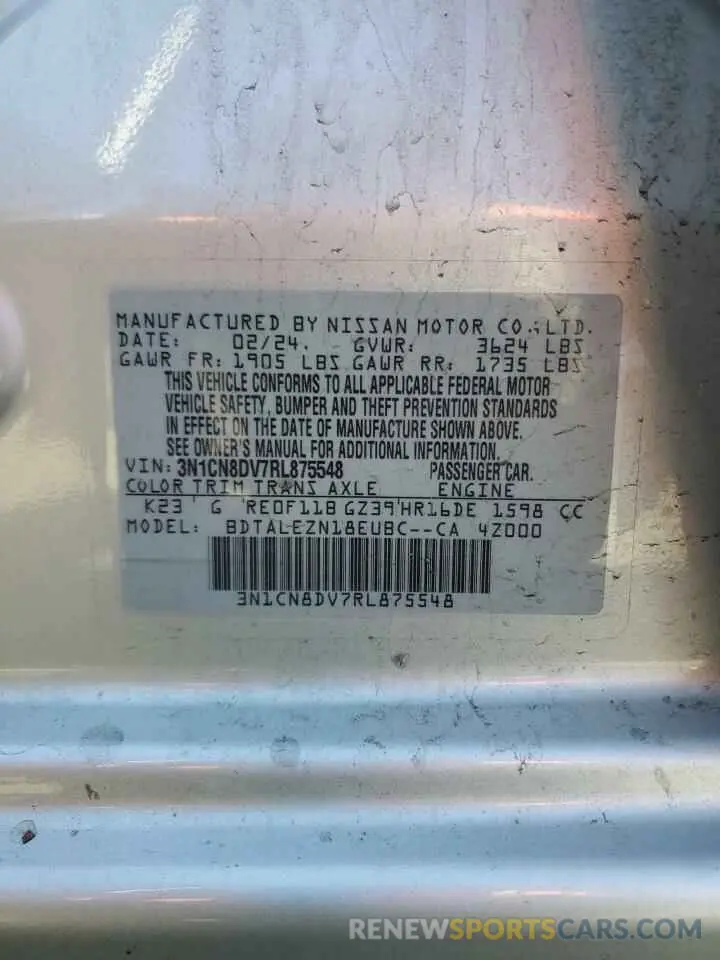 MANUFACTURED BY NISSAN MOTOR CO., LTD.
DATE: 02/24. GVWR: 3624 LBS
GAWR FR: 1905 LBS GAWR RR: 1735 LBS
THIS VEHICLE CONFORMS TO ALL APPLICABLE FEDERAL MOTOR
VEHICLE SAFETY, BUMPER AND THEFT PREVENTION STANDARDS
IN EFFECT ON THE DATE OF MANUFACTURE SHOWN ABOVE.
SEE OWNER'S MANUAL FOR ADDITIONAL INFORMATION.
VIN: 3N1CN8DV7RL875548 PASSENGER CAR.
COLOR TRIM TRANS AXLE ENGINE
K23 G RE0F11B GZ39 HR16DE 1598 CC
MODEL: BDTALEZN18EUBC--CA 4Z000
3N1CN8DV7RL875548
RENEWSPORTSCARS.COM